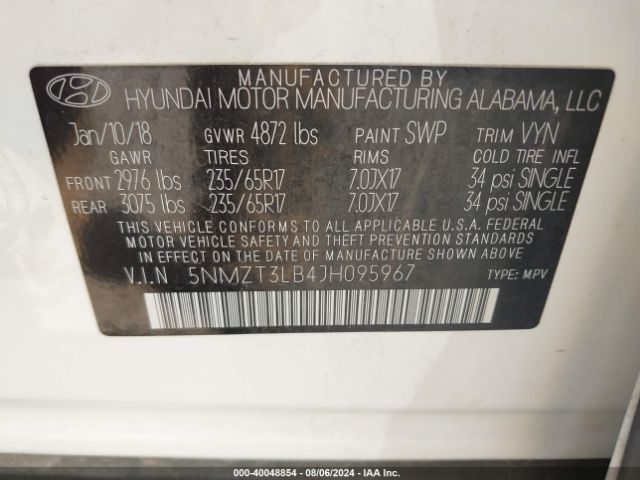 MANUFACTURED BY
HYUNDAI MOTOR MANUFACTURING ALABAMA, LLC
Jan/10/18 GVWR 4872 lbs PAINT SWP TRIM VYN
GAWR TIRES RIMS COLD TIRE INFL
FRONT 2976 lbs 235/65R17 7.0JX17 34 psi SINGLE
REAR 3075 lbs 235/65R17 7.0JX17 34 psi SINGLE
THIS VEHICLE CONFORMS TO ALL APPLICABLE U.S.A. FEDERAL
MOTOR VEHICLE SAFETY AND THEFT PREVENTION STANDARDS
IN EFFECT ON THE DATE OF MANUFACTURE SHOWN ABOVE
V.I.N 5NMZT3LB4JH095967 TYPE: MPV
000-40048854 - 08/06/2024 - IAA Inc.